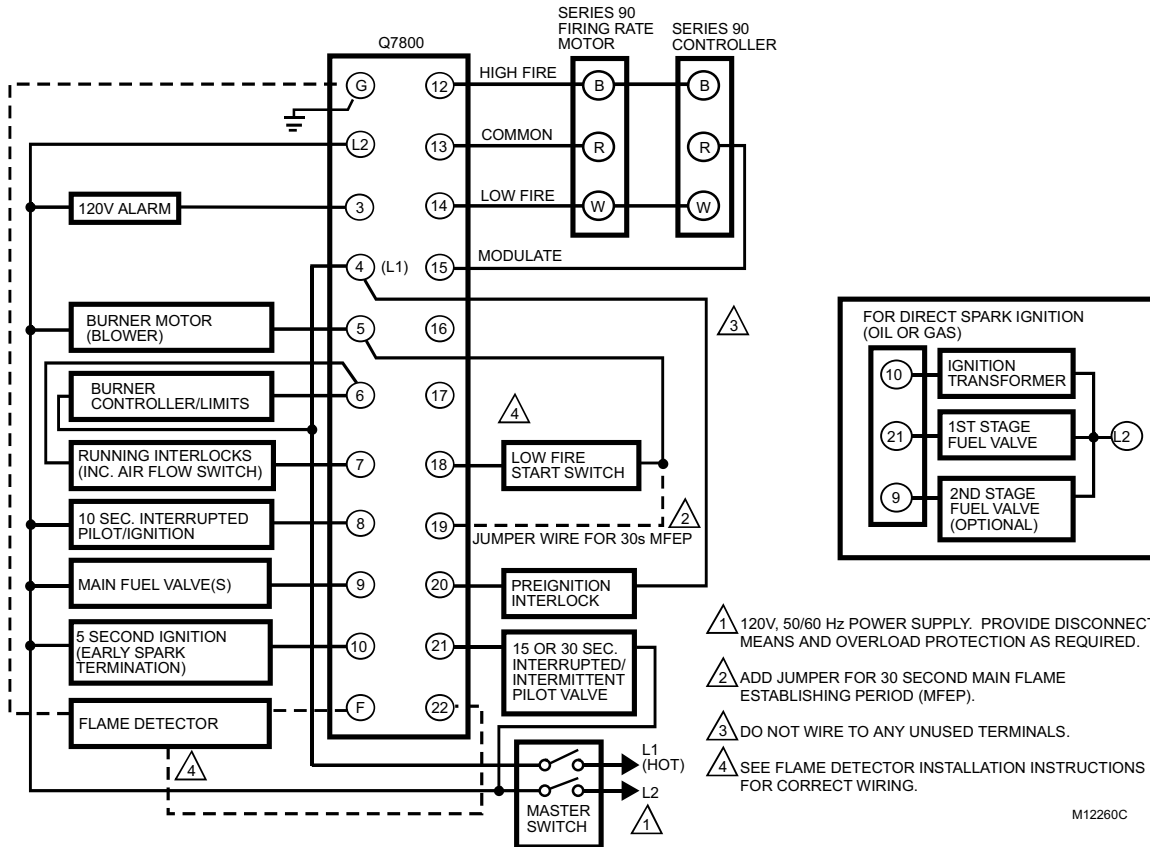 Q7800
SERIES 90
FIRING RATE
MOTOR
SERIES 90
CONTROLLER
G
12
HIGH FIRE
B
B
L2
13
COMMON
R
R
120V ALARM
3
14
LOW FIRE
W
W
4
(L1)
15
MODULATE
BURNER MOTOR
(BLOWER)
5
16
3
BURNER
CONTROLLER/LIMITS
6
17
4
RUNNING INTERLOCKS
(INC. AIR FLOW SWITCH)
7
18
LOW FIRE
START SWITCH
10 SEC. INTERRUPTED
PILOT/IGNITION
8
19
2
JUMPER WIRE FOR 30s MFEP
MAIN FUEL VALVE(S)
9
20
PREIGNITION
INTERLOCK
5 SECOND IGNITION
(EARLY SPARK
TERMINATION)
10
21
15 OR 30 SEC.
INTERRUPTED/
INTERMITTENT
PILOT VALVE
FLAME DETECTOR
F
22
4
L1
(HOT)
L2
MASTER
SWITCH
1
FOR DIRECT SPARK IGNITION
(OIL OR GAS)
10
IGNITION
TRANSFORMER
21
1ST STAGE
FUEL VALVE
L2
9
2ND STAGE
FUEL VALVE
(OPTIONAL)
1 120V, 50/60 Hz POWER SUPPLY. PROVIDE DISCONNECT
MEANS AND OVERLOAD PROTECTION AS REQUIRED.
2 ADD JUMPER FOR 30 SECOND MAIN FLAME
ESTABLISHING PERIOD (MFEP).
3 DO NOT WIRE TO ANY UNUSED TERMINALS.
4 SEE FLAME DETECTOR INSTALLATION INSTRUCTIONS
FOR CORRECT WIRING.
M12260C